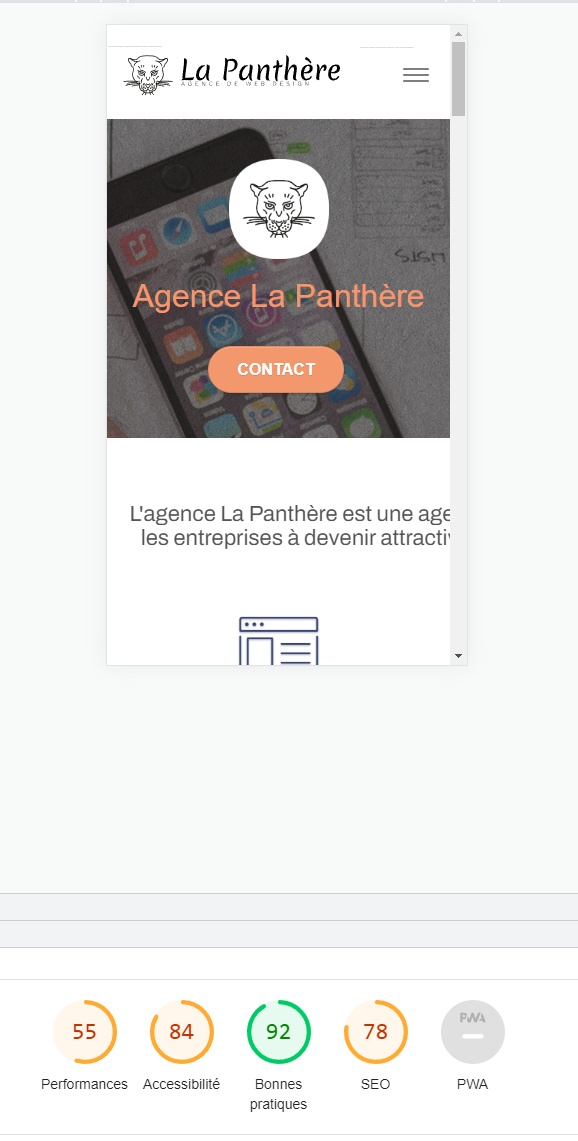 La Panthère
AGENCE DE WEB DESIGN
Agence La Panthère
CONTACT
L'agence La Panthère est une age
les entreprises à devenir attracti
55
84
92
78
PWA
Performances
Accessibilité
Bonnes
pratiques
SEO
PWA